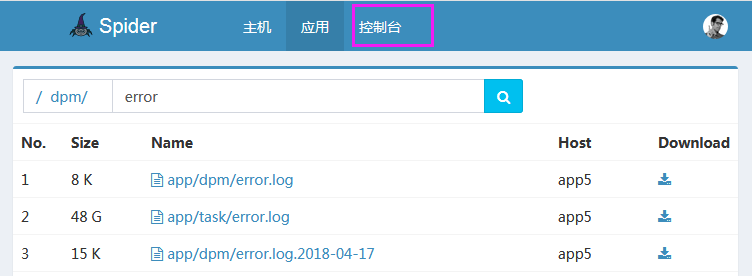 Spider 主机 应用 控制台
/ dpm/ error
No. Size Name Host Download
1 8 K app/dpm/error.log app5
2 48 G app/task/error.log app5
3 15 K app/dpm/error.log.2018-04-17 app5